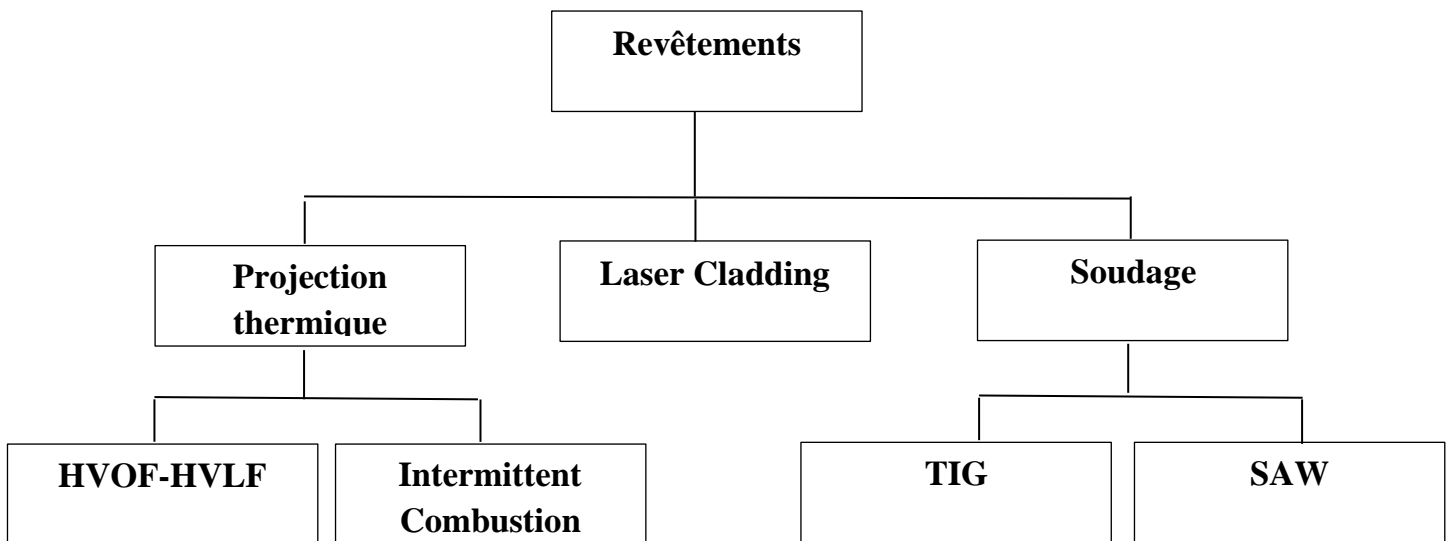 Revêtements
Projection
thermique
Laser Cladding
Soudage
HVOF-HVLF
Intermittent
Combustion
TIG
SAW